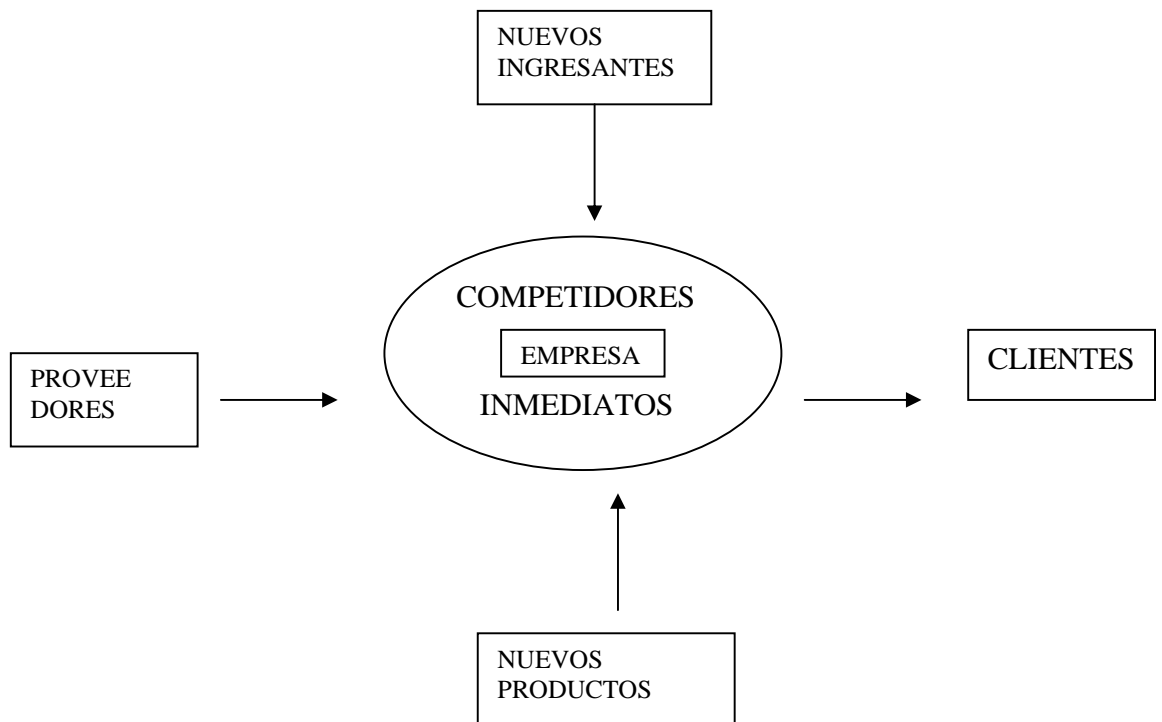 NUEVOS
INGRESANTES
COMPETIDORES
EMPRESA
INMEDIATOS
PROVEE
DORES
CLIENTES
NUEVOS
PRODUCTOS